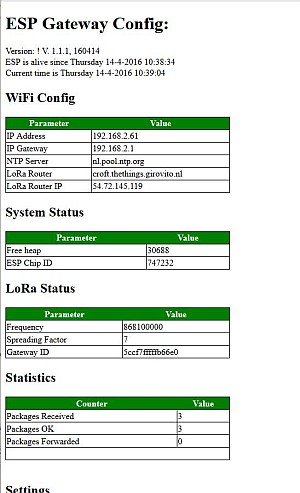 ESP Gateway Config:
Version: ! V. 1.1.1, 160414
ESP is alive since Thursday 14-4-2016 10:38:34
Current time is Thursday 14-4-2016 10:39:04
WiFi Config
Parameter Value
IP Address 192.168.2.61
IP Gateway 192.168.2.1
NTP Server nl.pool.ntp.org
LoRa Router croft.thethings.girovito.nl
LoRa Router IP 54.72.145.119
System Status
Parameter Value
Free heap 30688
ESP Chip ID 747232
LoRa Status
Parameter Value
Frequency 868100000
Spreading Factor 7
Gateway ID 5ccf7fffffb66e0
Statistics
Counter Value
Packages Received 3
Packages OK 3
Packages Forwarded 0
Settings